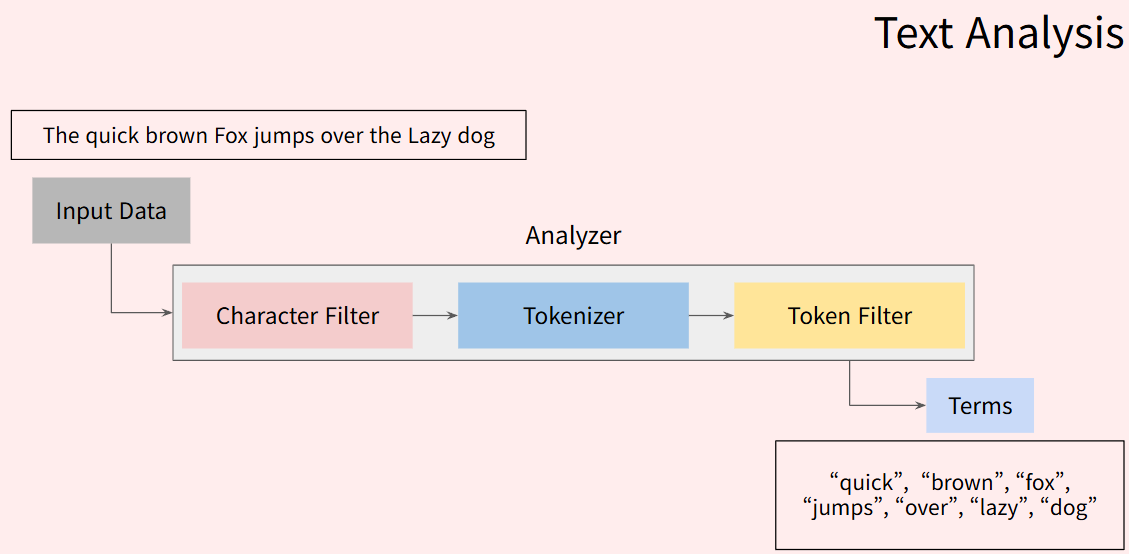 Text Analysis
The quick brown Fox jumps over the Lazy dog
Input Data
Analyzer
Character Filter
Tokenizer
Token Filter
Terms
“quick”,  “brown”, “fox”,
“jumps”, “over”, “lazy”, “dog”